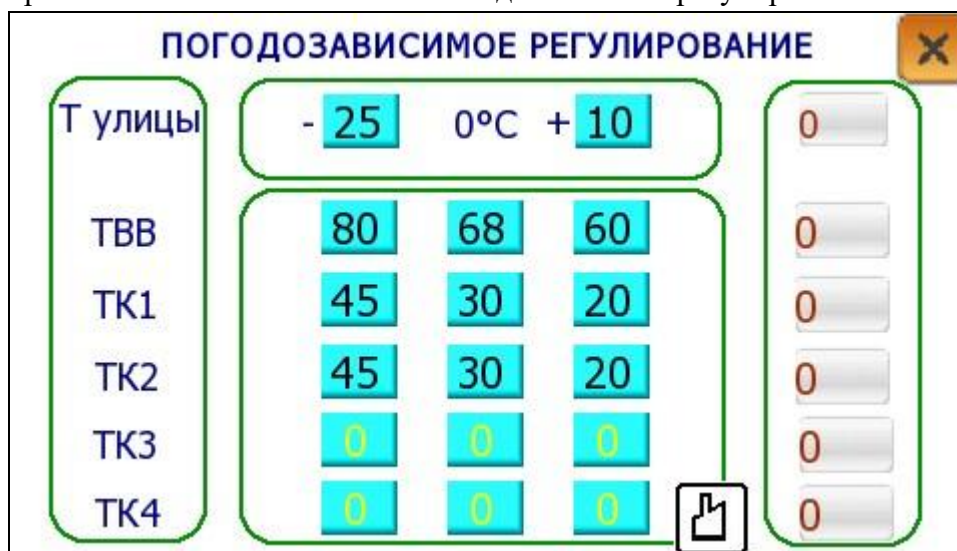 ПОГОДОЗАВИСИМОЕ РЕГУЛИРОВАНИЕ
Т улицы - 25 0°C + 10 0
ТВВ 80 68 60 0
ТК1 45 30 20 0
ТК2 45 30 20 0
ТК3 0 0 0 0
ТК4 0 0 0 0